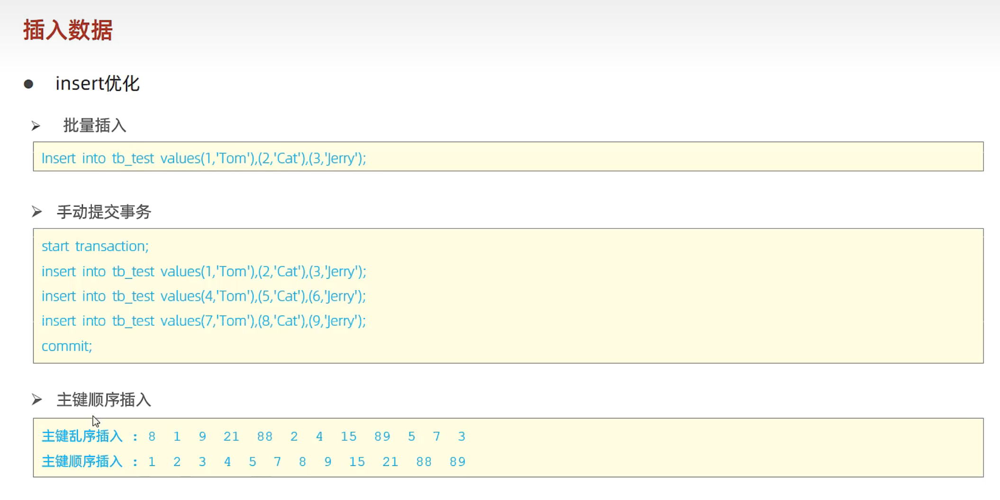 插入数据
insert优化
批量插入
Insert into tb_test values(1,'Tom'),(2,'Cat'),(3,'Jerry');
手动提交事务
start transaction;
insert into tb_test values(1,'Tom'),(2,'Cat'),(3,'Jerry');
insert into tb_test values(4,'Tom'),(5,'Cat'),(6,'Jerry');
insert into tb_test values(7,'Tom'),(8,'Cat'),(9,'Jerry');
commit;
主键顺序插入
主键乱序插入 : 8 1 9 21 88 2 4 15 89 5 7 3
主键顺序插入 : 1 2 3 4 5 7 8 9 15 21 88 89